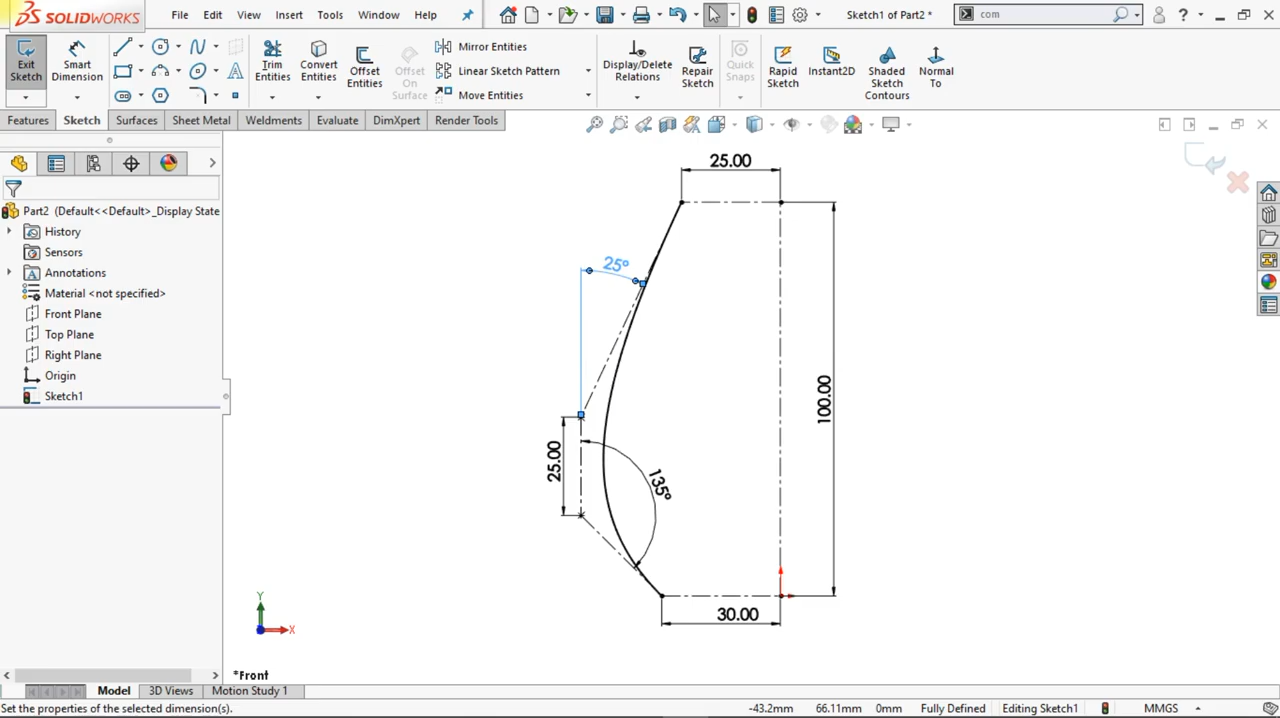 SOLIDWORKS File Edit View Insert Tools Window Help Sketch1 of Part2 * com ?
Exit Sketch Smart Dimension Trim Entities Convert Entities Offset Entities Offset On Surface Mirror Entities Linear Sketch Pattern Move Entities Display/Delete Relations Repair Sketch Quick Snaps Rapid Sketch Instant2D Shaded Sketch Contours Normal To
Features Sketch Surfaces Sheet Metal Weldments Evaluate DimXpert Render Tools
Part2 (Default<<Default>_Display State
History
Sensors
Annotations
Material <not specified>
Front Plane
Top Plane
Right Plane
Origin
Sketch1
25.00
25°
100.00
25.00
135°
30.00
Y
X
*Front
Model 3D Views Motion Study 1
Set the properties of the selected dimension(s). -43.2mm 66.11mm 0mm Fully Defined Editing Sketch1 MMGS